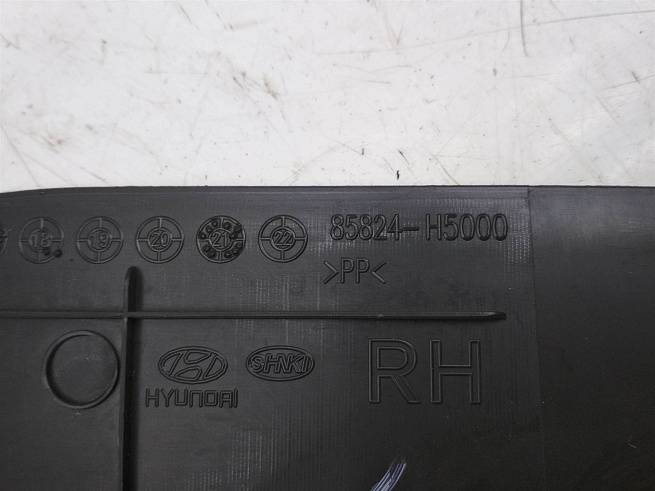 18 19 20 21 22 85824-H5000
>PP<
HYUNDAI SHNKI RH